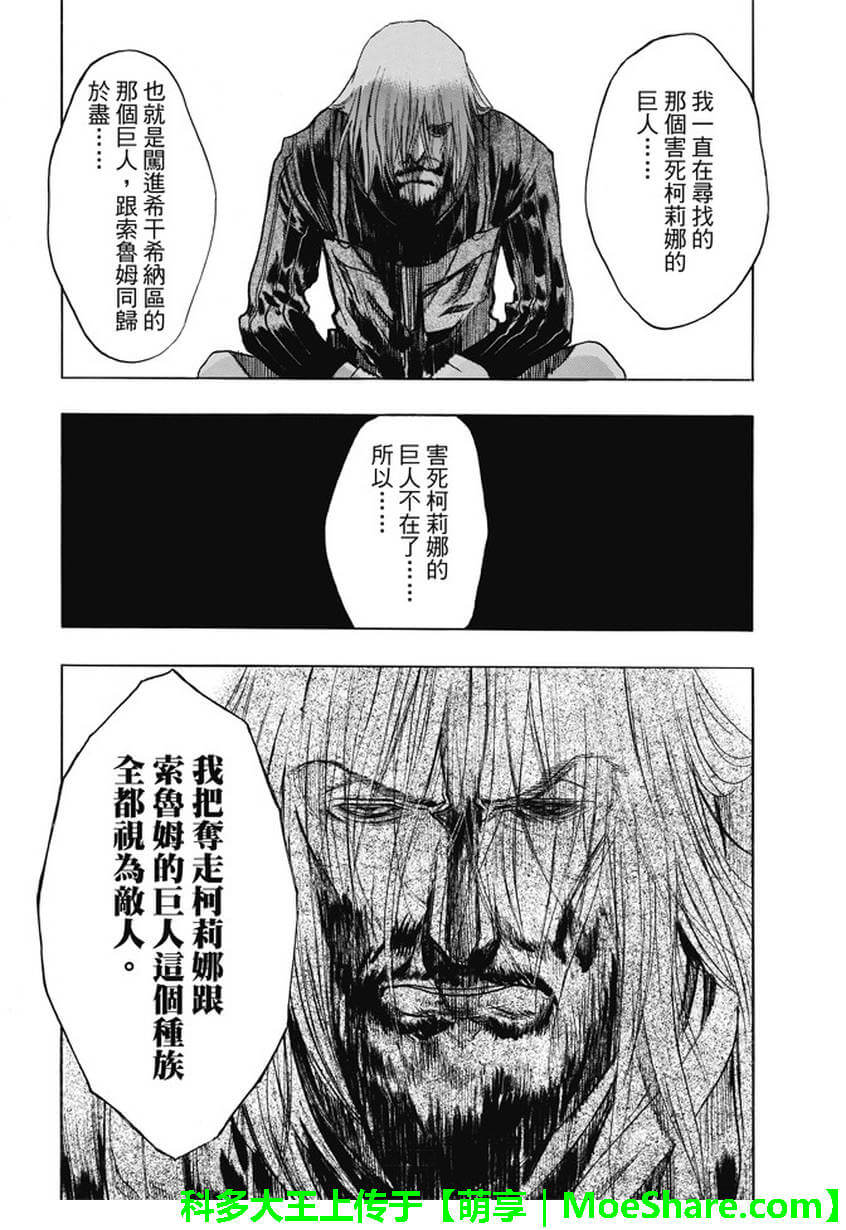 我一直在尋找的
那個害死柯莉娜的
巨人……
也就是闖進希干希納區的
那個巨人，跟索魯姆同歸
於盡……
害死柯莉娜的
巨人不在了……
所以……
我把奪走柯莉娜跟
索魯姆的巨人這個種族
全都視為敵人。
科多大王上传于【萌享｜MoeShare.com】